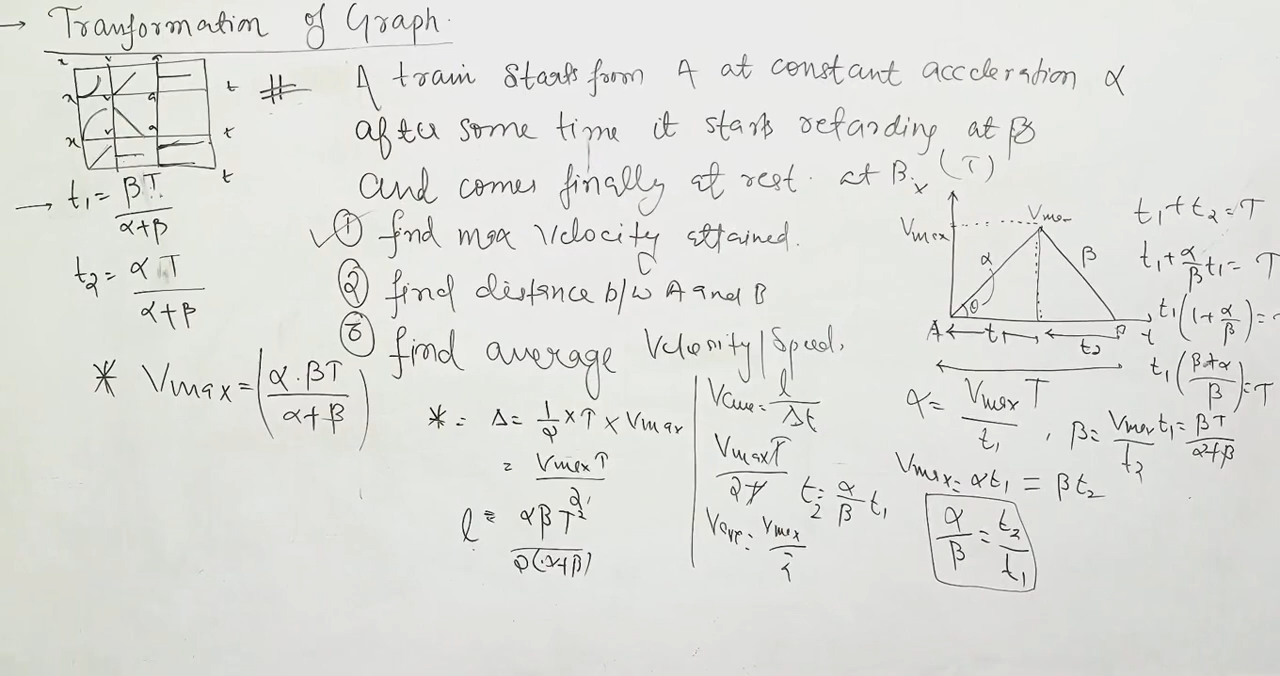 → Tranformation of Graph.
# A train starts from A at constant acceleration α
after some time it starts retarding at β
and comes finally at rest. at B. (T)
① find max Velocity attained.
② find distance b/w A and B
③ find average Velocity/Speed.
x v a
x v a t
x v a t
t
→ t₁ = βT/(α+β)
t₂ = αT/(α+β)
* Vmax = (α.βT/(α+β))
* = Δ = 1/2 × T × Vmax
= VmaxT/2
l = αβT²/2(α+β)
Vave = l/Δt
VmaxT/2T
t₂ = α/β t₁
Vave = Vmax/2
Vmax
Vmax
α β
θ
A ← t₁ → t₂ B t
t₁+t₂=T
t₁+α/β t₁ = T
t₁(1+α/β)=
t₁(β+α/β)=T
α = Vmax T/t₁ , β = Vmax/t₂
t₁ = βT/(α+β)
Vmax = αt₁ = βt₂
α/β = t₂/t₁